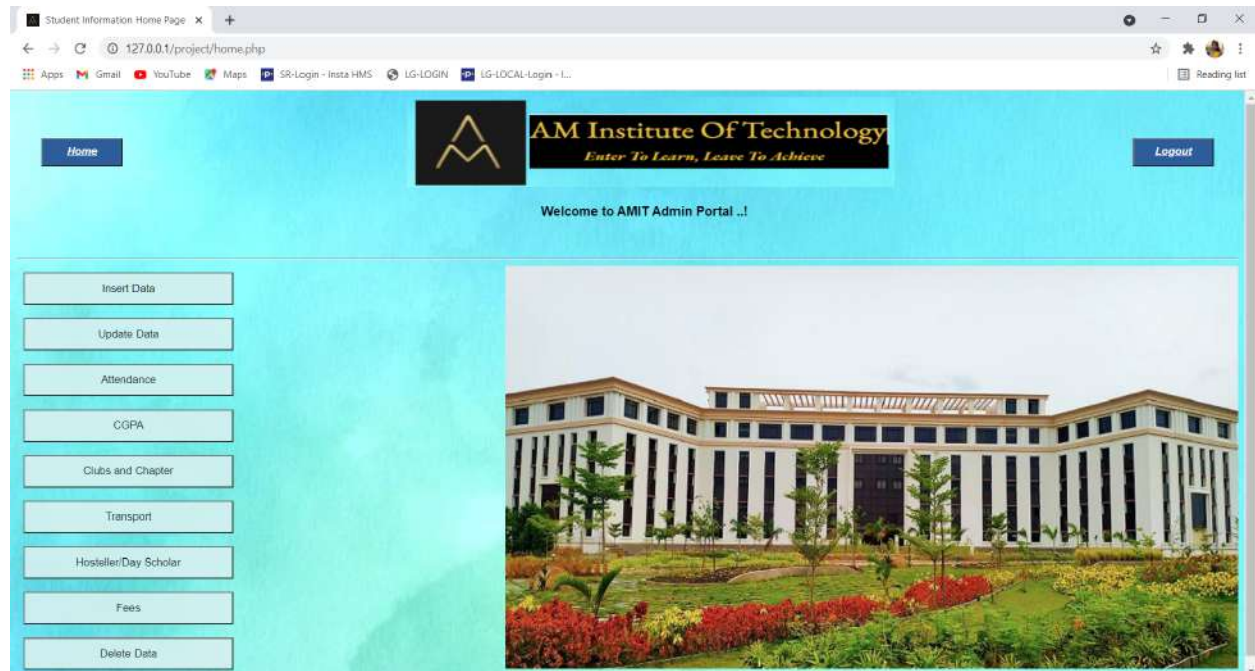 Student Information Home Page
127.0.0.1/project/home.php
Apps Gmail YouTube Maps SR-Login - Insta HMS LG-LOGIN LG-LOCAL-Login - I...
Reading list
Home
AM Institute Of Technology
Enter To Learn, Leave To Achieve
Logout
Welcome to AMIT Admin Portal ..!
Insert Data
Update Data
Attendance
CGPA
Clubs and Chapter
Transport
Hosteller/Day Scholar
Fees
Delete Data